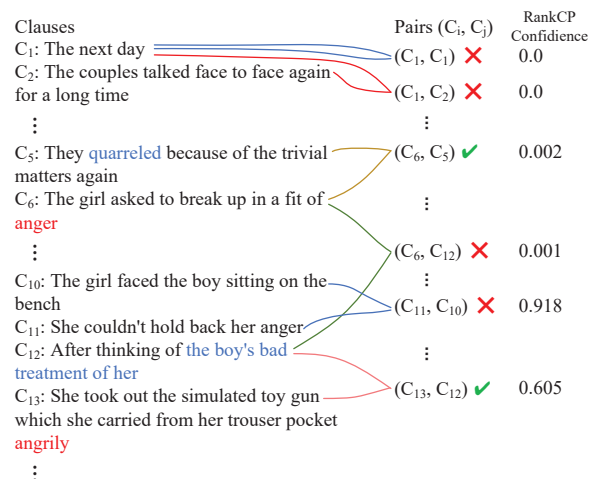 Clauses
C₁: The next day
C₂: The couples talked face to face again
for a long time
⋮
C₅: They quarreled because of the trivial
matters again
C₆: The girl asked to break up in a fit of
anger
⋮
C₁₀: The girl faced the boy sitting on the
bench
C₁₁: She couldn't hold back her anger
C₁₂: After thinking of the boy's bad
treatment of her
C₁₃: She took out the simulated toy gun
which she carried from her trouser pocket
angrily
⋮
Pairs (Cᵢ, Cⱼ)
(C₁, C₁) ✕
(C₁, C₂) ✕
⋮
(C₆, C₅) ✓
⋮
(C₆, C₁₂) ✕
⋮
(C₁₁, C₁₀) ✕
⋮
(C₁₃, C₁₂) ✓
RankCP
Confidience
0.0
0.0
0.002
0.001
0.918
0.605